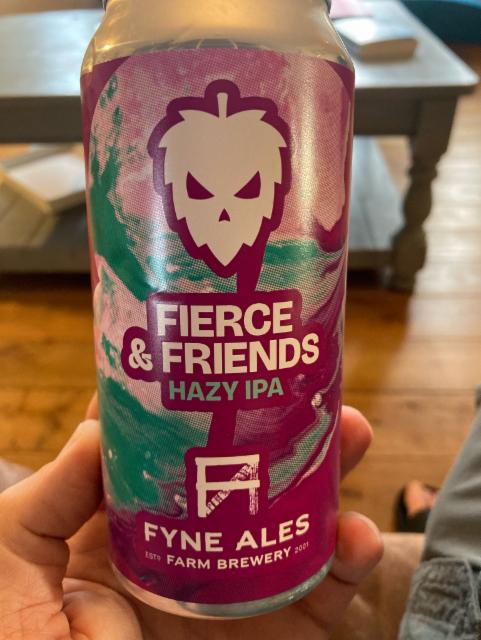 FIERCE
& FRIENDS
HAZY IPA
FYNE ALES
ESTD FARM BREWERY 2001